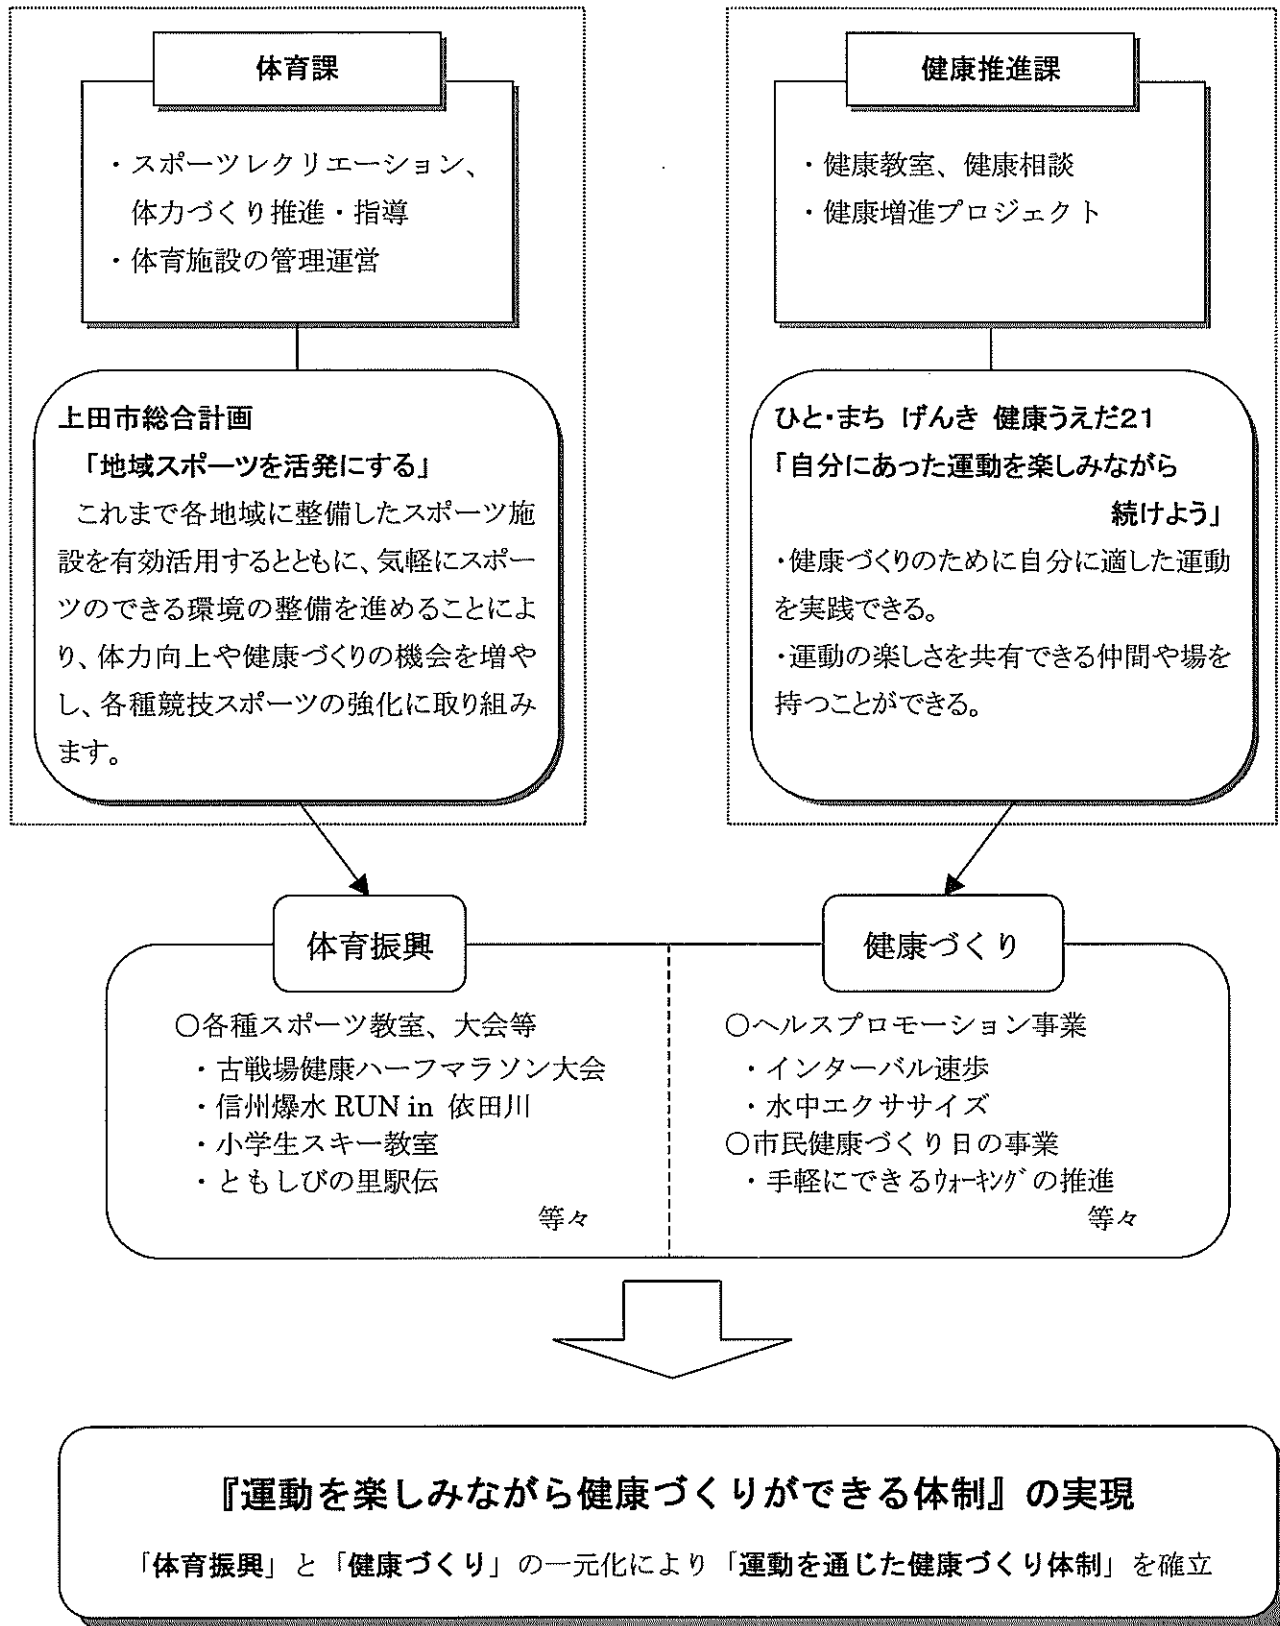 体育課
・スポーツレクリエーション、
体力づくり推進・指導
・体育施設の管理運営
上田市総合計画
「地域スポーツを活発にする」
これまで各地域に整備したスポーツ施
設を有効活用するとともに、気軽にスポー
ツのできる環境の整備を進めることによ
り、体力向上や健康づくりの機会を増や
し、各種競技スポーツの強化に取り組み
ます。
健康推進課
・健康教室、健康相談
・健康増進プロジェクト
ひと・まち げんき 健康うえだ21
「自分にあった運動を楽しみながら
続けよう」
・健康づくりのために自分に適した運動
を実践できる。
・運動の楽しさを共有できる仲間や場を
持つことができる。
体育振興
○各種スポーツ教室、大会等
・古戦場健康ハーフマラソン大会
・信州爆水 RUN in 依田川
・小学生スキー教室
・ともしびの里駅伝
等々
健康づくり
○ヘルスプロモーション事業
・インターバル速歩
・水中エクササイズ
○市民健康づくり日の事業
・手軽にできるｳｫｰｷﾝｸﾞの推進
等々
『運動を楽しみながら健康づくりができる体制』の実現
「体育振興」と「健康づくり」の一元化により「運動を通じた健康づくり体制」を確立